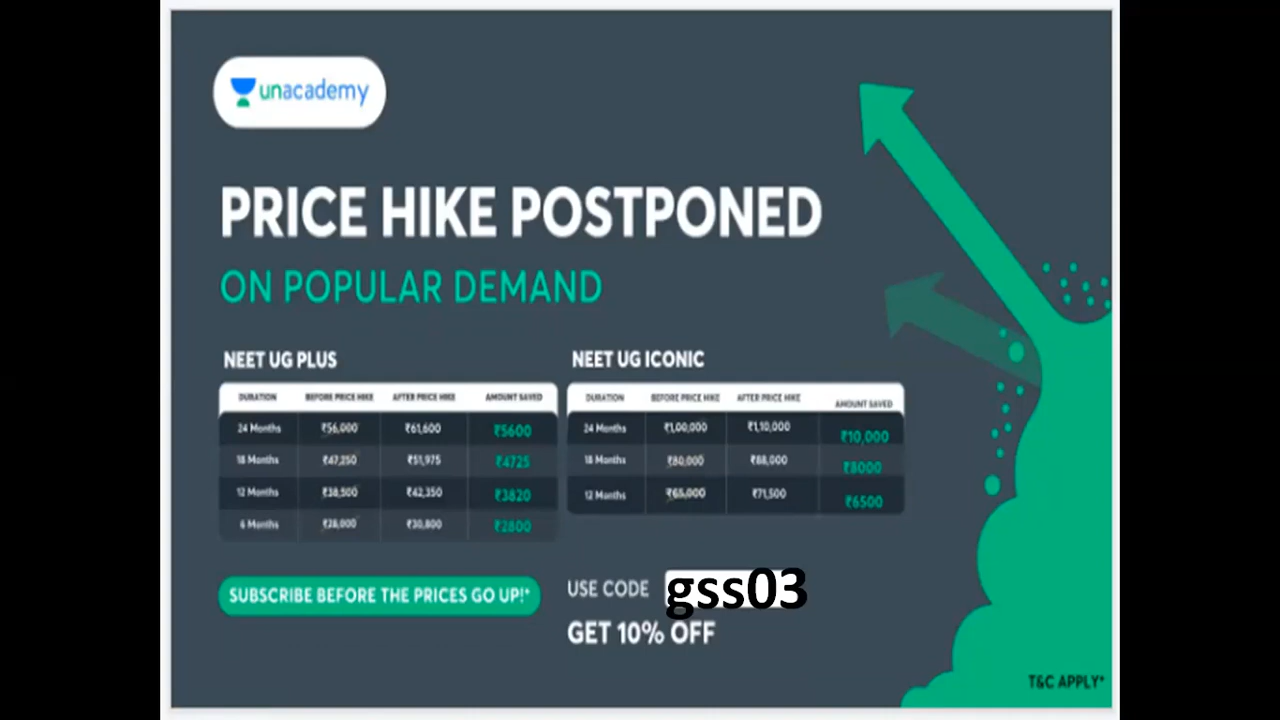 unacademy
PRICE HIKE POSTPONED
ON POPULAR DEMAND
NEET UG PLUS
DURATION BEFORE PRICE HIKE AFTER PRICE HIKE AMOUNT SAVED
24 Months ₹56,000 ₹61,600 ₹5600
18 Months ₹47,250 ₹51,975 ₹4725
12 Months ₹38,500 ₹42,350 ₹3820
6 Months ₹28,000 ₹30,800 ₹2800
NEET UG ICONIC
DURATION BEFORE PRICE HIKE AFTER PRICE HIKE AMOUNT SAVED
24 Months ₹1,00,000 ₹1,10,000 ₹10,000
18 Months ₹80,000 ₹88,000 ₹8000
12 Months ₹65,000 ₹71,500 ₹6500
SUBSCRIBE BEFORE THE PRICES GO UP!*
USE CODE gss03
GET 10% OFF
T&C APPLY*